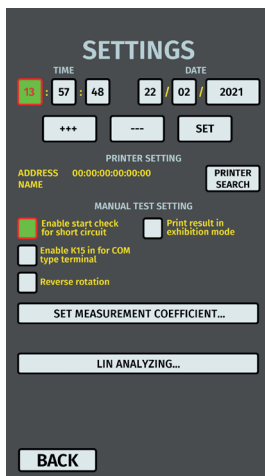 SETTINGS
TIME DATE
13 : 57 : 48 22 / 02 / 2021
+++ --- SET
PRINTER SETTING
ADDRESS 00:00:00:00:00:00
NAME
PRINTER
SEARCH
MANUAL TEST SETTING
Enable start check
for short circuit
Print result in
exhibition mode
Enable K15 in for COM
type terminal
Reverse rotation
SET MEASUREMENT COEFFICIENT...
LIN ANALYZING...
BACK